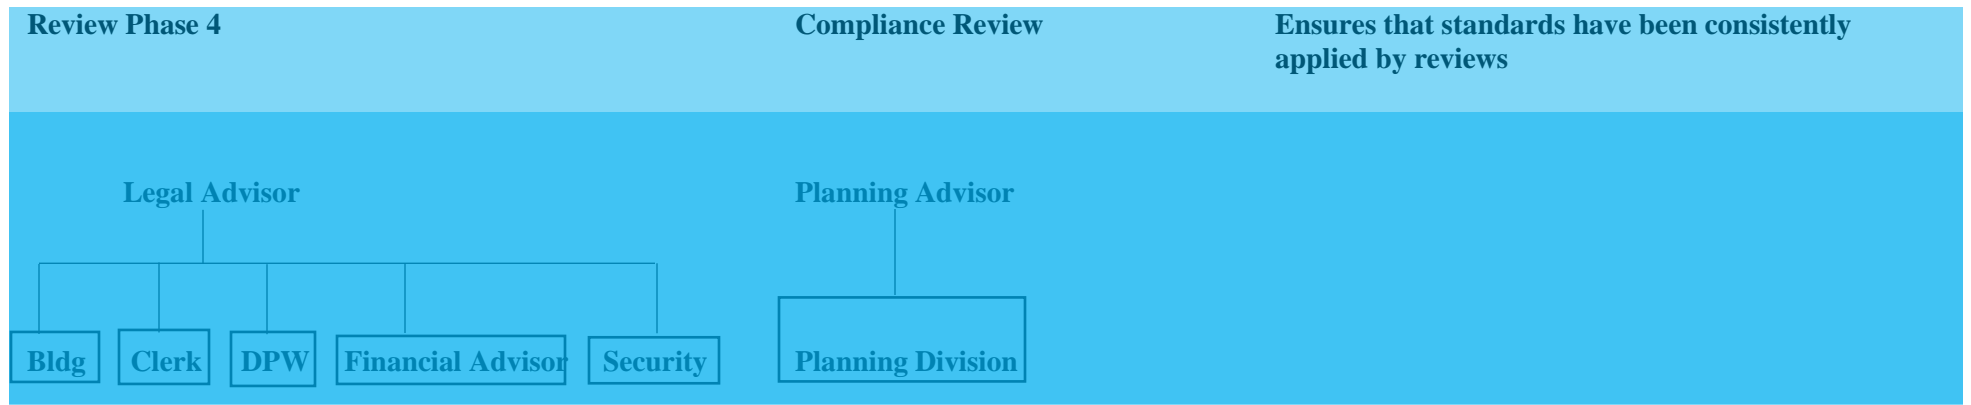 Review Phase 4
Compliance Review
Ensures that standards have been consistently
applied by reviews
Legal Advisor
Planning Advisor
Bldg
Clerk
DPW
Financial Advisor
Security
Planning Division